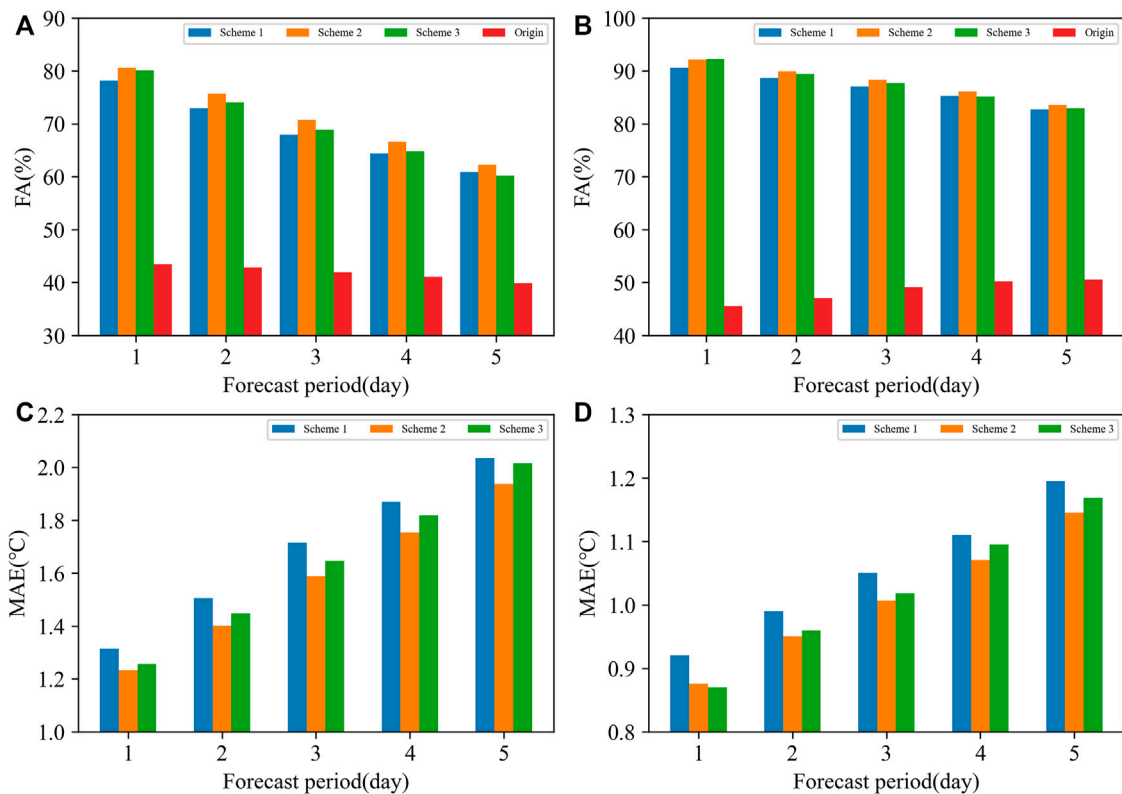 A
90
80
70
60
50
40
30
FA(%)
Scheme 1 Scheme 2 Scheme 3 Origin
1 2 3 4 5
Forecast period(day)
B
100
90
80
70
60
50
40
FA(%)
Scheme 1 Scheme 2 Scheme 3 Origin
1 2 3 4 5
Forecast period(day)
C
2.2
2.0
1.8
1.6
1.4
1.2
1.0
MAE(°C)
Scheme 1 Scheme 2 Scheme 3
1 2 3 4 5
Forecast period(day)
D
1.3
1.2
1.1
1.0
0.9
0.8
MAE(°C)
Scheme 1 Scheme 2 Scheme 3
1 2 3 4 5
Forecast period(day)